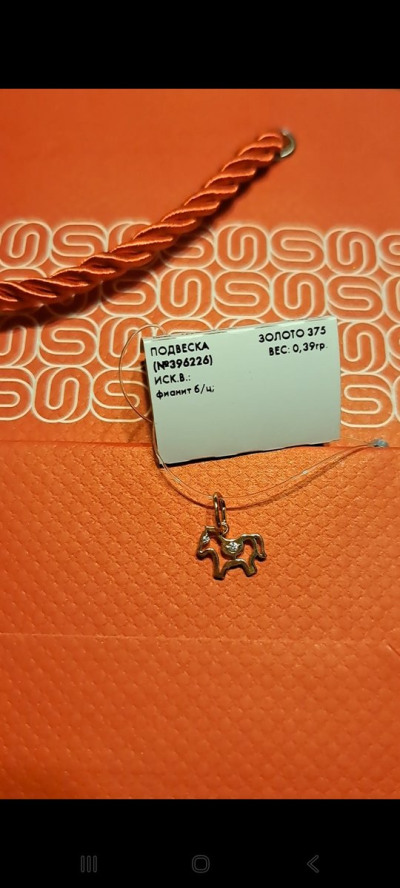 ПОДВЕСКА ЗОЛОТО 375
(№396226) ВЕС: 0,39гр.
ИСК.В.:
фианит б/ц;